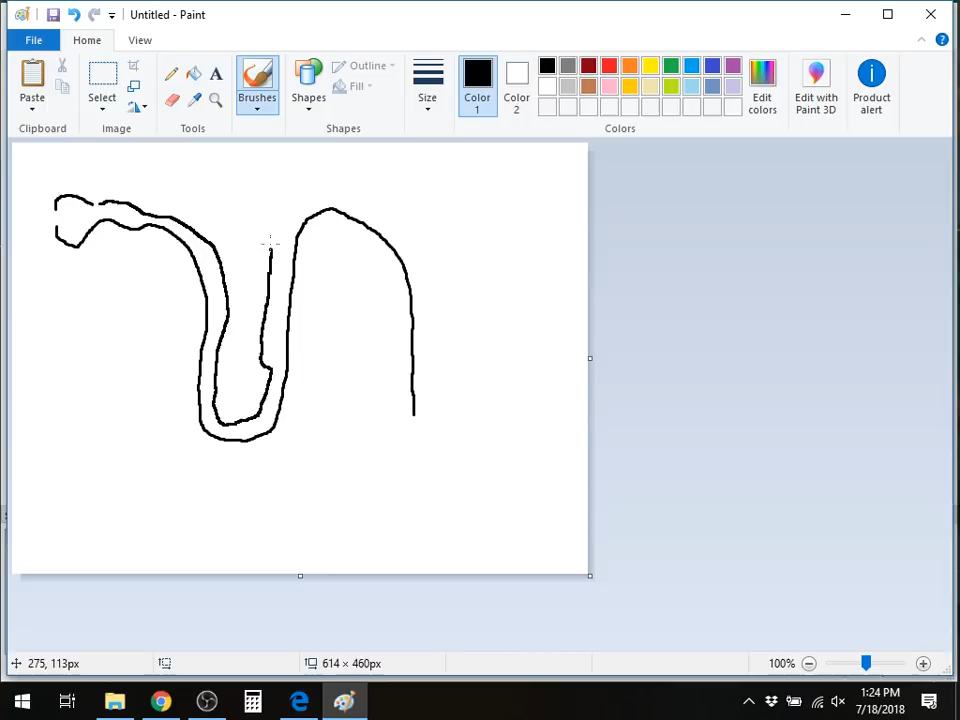 Untitled - Paint
File
Home
View
Paste
Clipboard
Select
Image
A
Tools
Brushes
Shapes
Outline
Fill
Shapes
Size
Color 1
Color 2
Edit colors
Colors
Edit with Paint 3D
Product alert
275, 113px
614 × 460px
100%
1:24 PM
7/18/2018